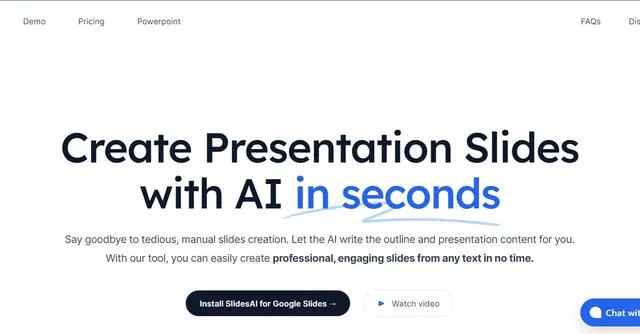 Demo Pricing Powerpoint FAQs
Create Presentation Slides
with AI in seconds
Say goodbye to tedious, manual slides creation. Let the AI write the outline and presentation content for you.
With our tool, you can easily create professional, engaging slides from any text in no time.
Install SlidesAI for Google Slides → Watch video
Chat